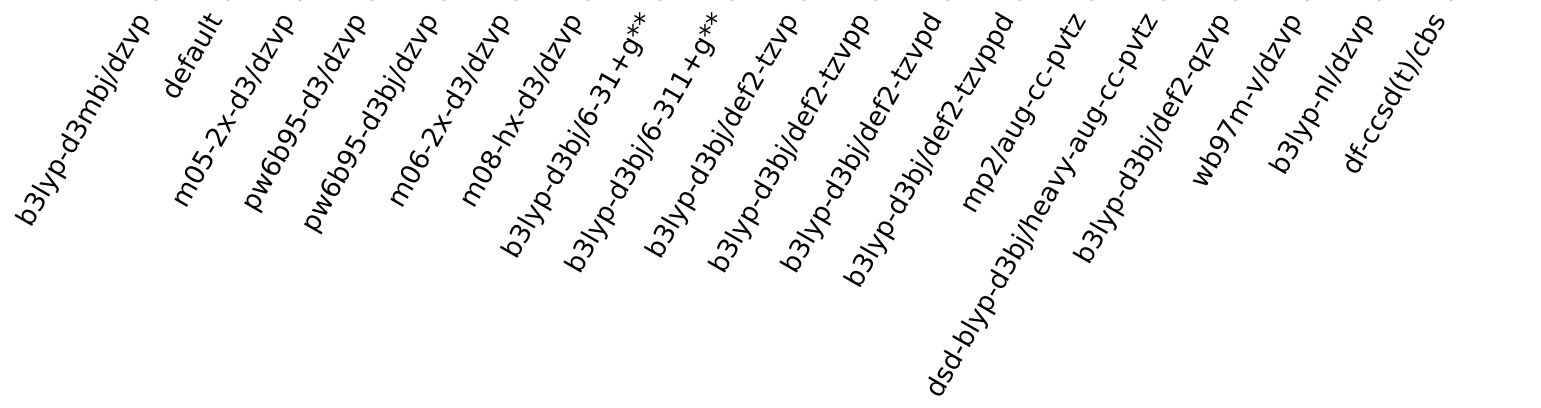 b3lyp-d3mbj/dzvp
default
m05-2x-d3/dzvp
pw6b95-d3/dzvp
pw6b95-d3bj/dzvp
m06-2x-d3/dzvp
m08-hx-d3/dzvp
b3lyp-d3bj/6-31+g**
b3lyp-d3bj/6-311+g**
b3lyp-d3bj/def2-tzvp
b3lyp-d3bj/def2-tzvpp
b3lyp-d3bj/def2-tzvpd
b3lyp-d3bj/def2-tzvppd
mp2/aug-cc-pvtz
dsd-blyp-d3bj/heavy-aug-cc-pvtz
b3lyp-d3bj/def2-qzvp
wb97m-v/dzvp
b3lyp-nl/dzvp
df-ccsd(t)/cbs